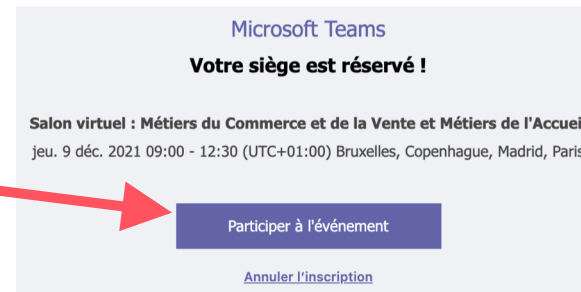 Microsoft Teams
Votre siège est réservé !
Salon virtuel : Métiers du Commerce et de la Vente et Métiers de l'Accuei
jeu. 9 déc. 2021 09:00 - 12:30 (UTC+01:00) Bruxelles, Copenhague, Madrid, Paris
Participer à l'événement
Annuler l’inscription